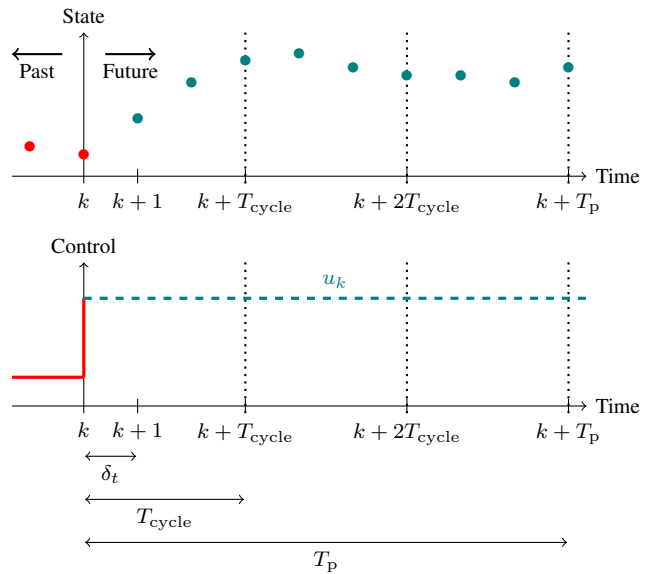 State
Past Future
Time
k k + 1 k + T_cycle k + 2T_cycle k + T_p
Control
u_k
Time
k k + 1 k + T_cycle k + 2T_cycle k + T_p
δ_t
T_cycle
T_p